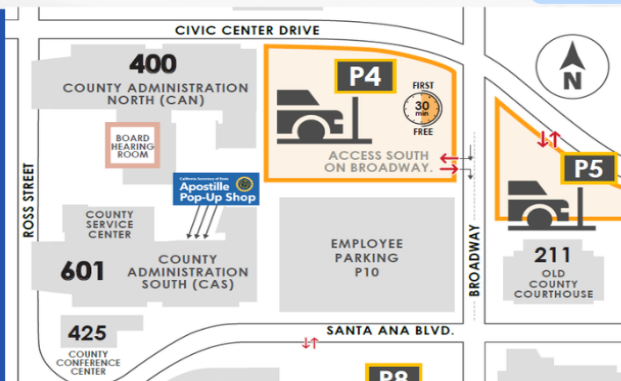 CIVIC CENTER DRIVE
400
COUNTY ADMINISTRATION
NORTH (CAN)
BOARD
HEARING
ROOM
P4
FIRST
30
min
FREE
ACCESS SOUTH
ON BROADWAY.
N
P5
ROSS STREET
Apostille
Pop-Up Shop
COUNTY
SERVICE
CENTER
601
COUNTY
ADMINISTRATION
SOUTH (CAS)
EMPLOYEE
PARKING
P10
BROADWAY
211
OLD
COUNTY
COURTHOUSE
SANTA ANA BLVD.
425
COUNTY
CONFERENCE
CENTER
P8